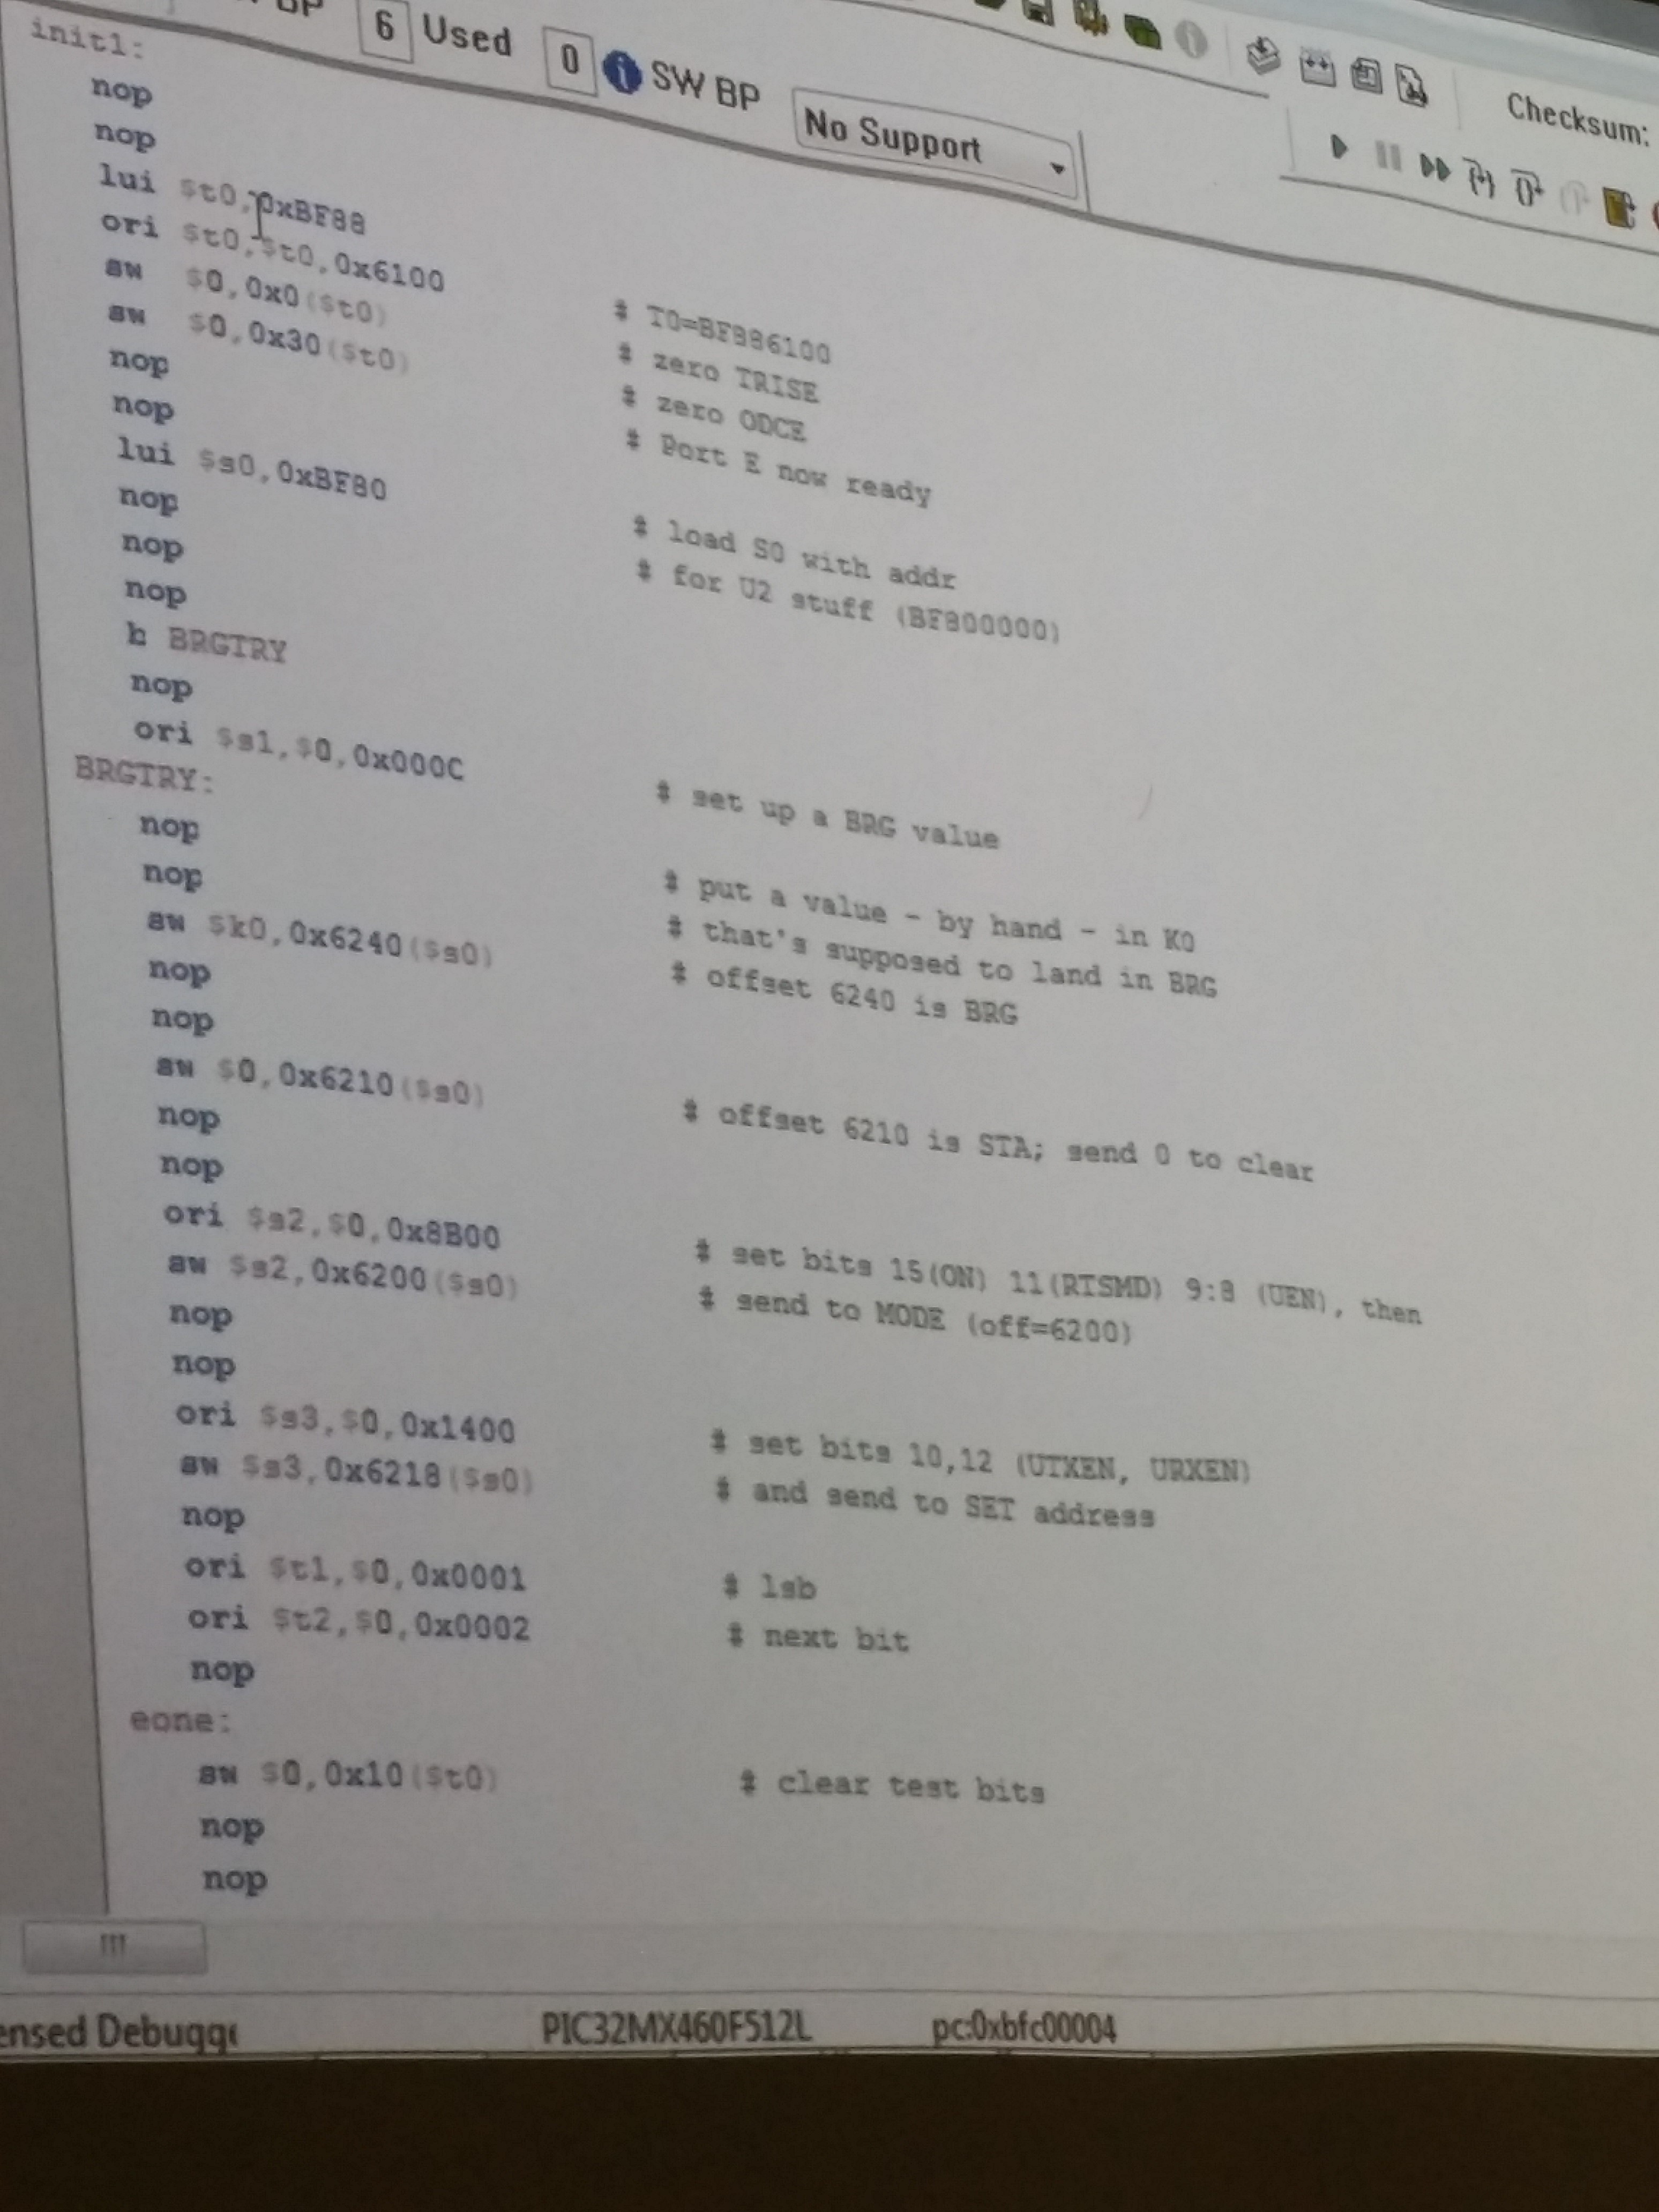 BP
6 Used 0 i SW BP No Support
Checksum:
init1:
nop
nop
lui $t0,0xBF88
ori $t0,$t0,0x6100 # T0=BF886100
sw $0,0x0($t0) # zero TRISE
sw $0,0x30($t0) # zero ODCE
nop # Port E now ready
nop
lui $s0,0xBF80 # load S0 with addr
nop # for U2 stuff (BF800000)
nop
nop
b BRGTRY
nop
ori $s1,$0,0x000C # set up a BRG value
BRGTRY:
nop # put a value - by hand - in K0
nop # that's supposed to land in BRG
sw $k0,0x6240($s0) # offset 6240 is BRG
nop
nop
sw $0,0x6210($s0) # offset 6210 is STA; send 0 to clear
nop
nop
ori $s2,$0,0x8B00 # set bits 15(ON) 11(RTSMD) 9:8 (UEN), then
sw $s2,0x6200($s0) # send to MODE (off=6200)
nop
nop
ori $s3,$0,0x1400 # set bits 10,12 (UTXEN, URXEN)
sw $s3,0x6218($s0) # and send to SET address
nop
ori $t1,$0,0x0001 # lsb
ori $t2,$0,0x0002 # next bit
nop
eone:
sw $0,0x10($t0) # clear test bits
nop
nop
PIC32MX460F512L pc:0xbfc00004